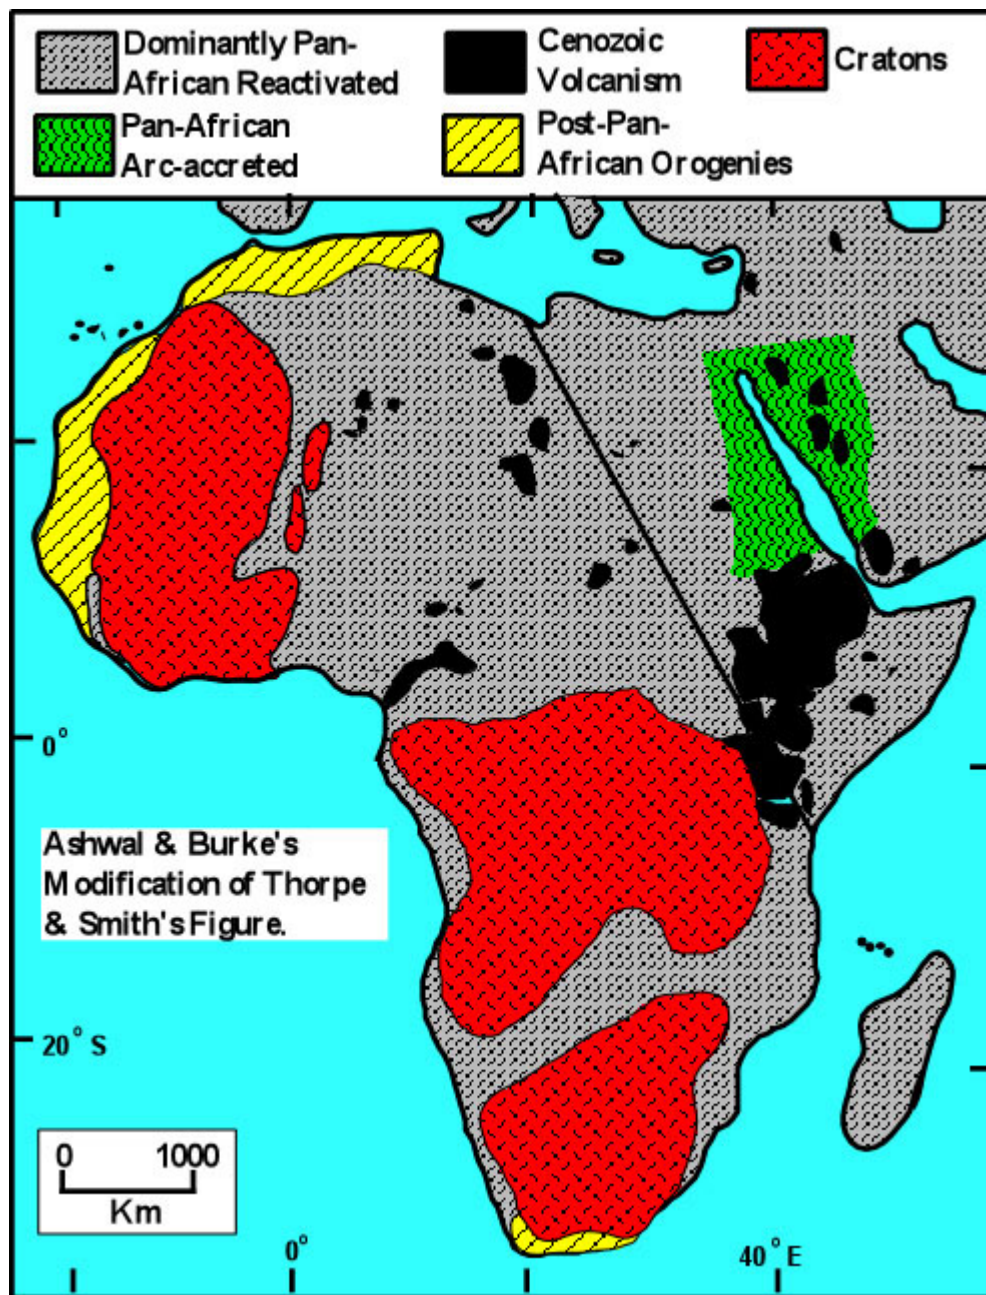 Dominantly Pan-
African Reactivated
Cenozoic
Volcanism
Cratons
Pan-African
Arc-accreted
Post-Pan-
African Orogenies
0°
Ashwal & Burke's
Modification of Thorpe
& Smith's Figure.
20° S
0 1000
Km
0°
40° E